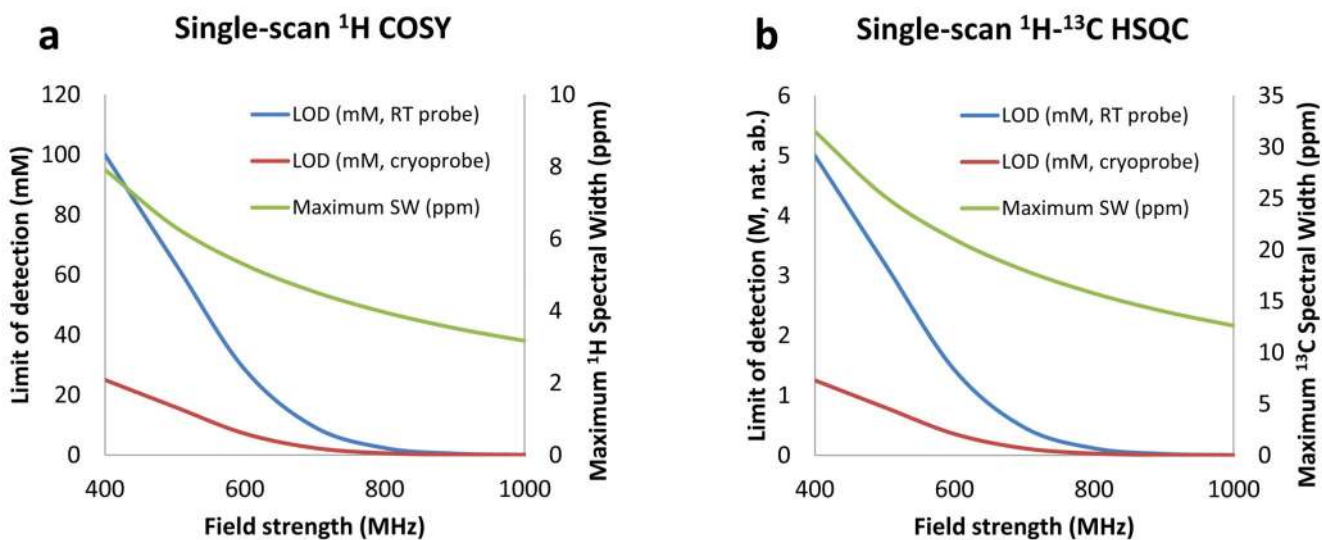 a
Single-scan ¹H COSY
120
100
80
60
40
20
0
Limit of detection (mM)
10
8
6
4
2
0
Maximum ¹H Spectral Width (ppm)
LOD (mM, RT probe)
LOD (mM, cryoprobe)
Maximum SW (ppm)
400
600
800
1000
Field strength (MHz)
b
Single-scan ¹H-¹³C HSQC
6
5
4
3
2
1
0
Limit of detection (M, nat. ab.)
35
30
25
20
15
10
5
0
Maximum ¹³C Spectral Width (ppm)
LOD (mM, RT probe)
LOD (mM, cryoprobe)
Maximum SW (ppm)
400
600
800
1000
Field strength (MHz)